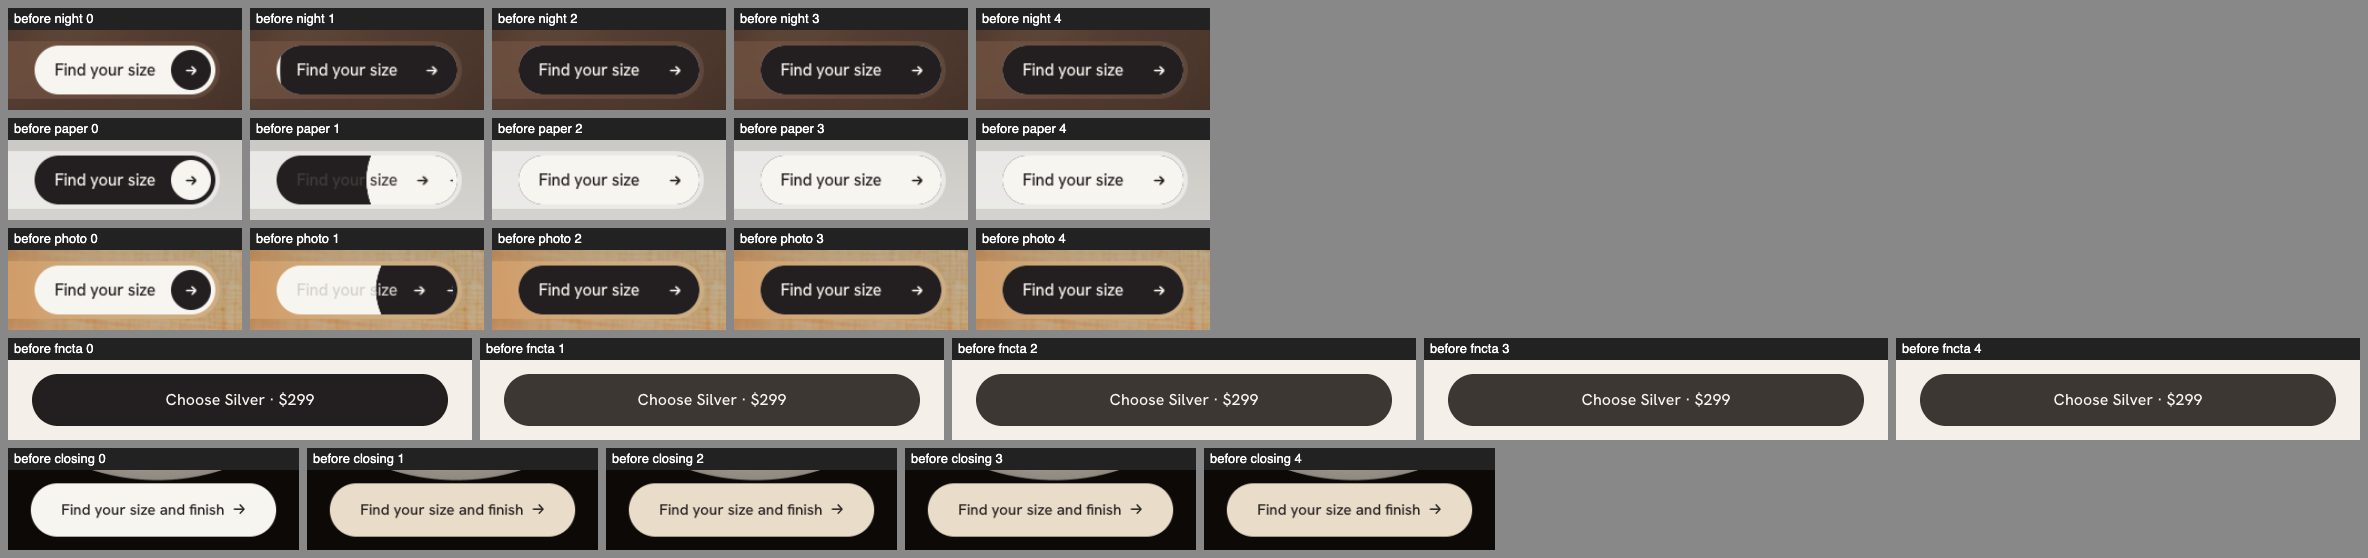 before night 0 before night 1 before night 2 before night 3 before night 4
Find your size → Find your size → Find your size → Find your size → Find your size →
before paper 0 before paper 1 before paper 2 before paper 3 before paper 4
Find your size → Find your size → Find your size → Find your size → Find your size →
before photo 0 before photo 1 before photo 2 before photo 3 before photo 4
Find your size → Find your size → Find your size → Find your size → Find your size →
before fncta 0 before fncta 1 before fncta 2 before fncta 3 before fncta 4
Choose Silver · $299 Choose Silver · $299 Choose Silver · $299 Choose Silver · $299 Choose Silver · $299
before closing 0 before closing 1 before closing 2 before closing 3 before closing 4
Find your size and finish → Find your size and finish → Find your size and finish → Find your size and finish → Find your size and finish →